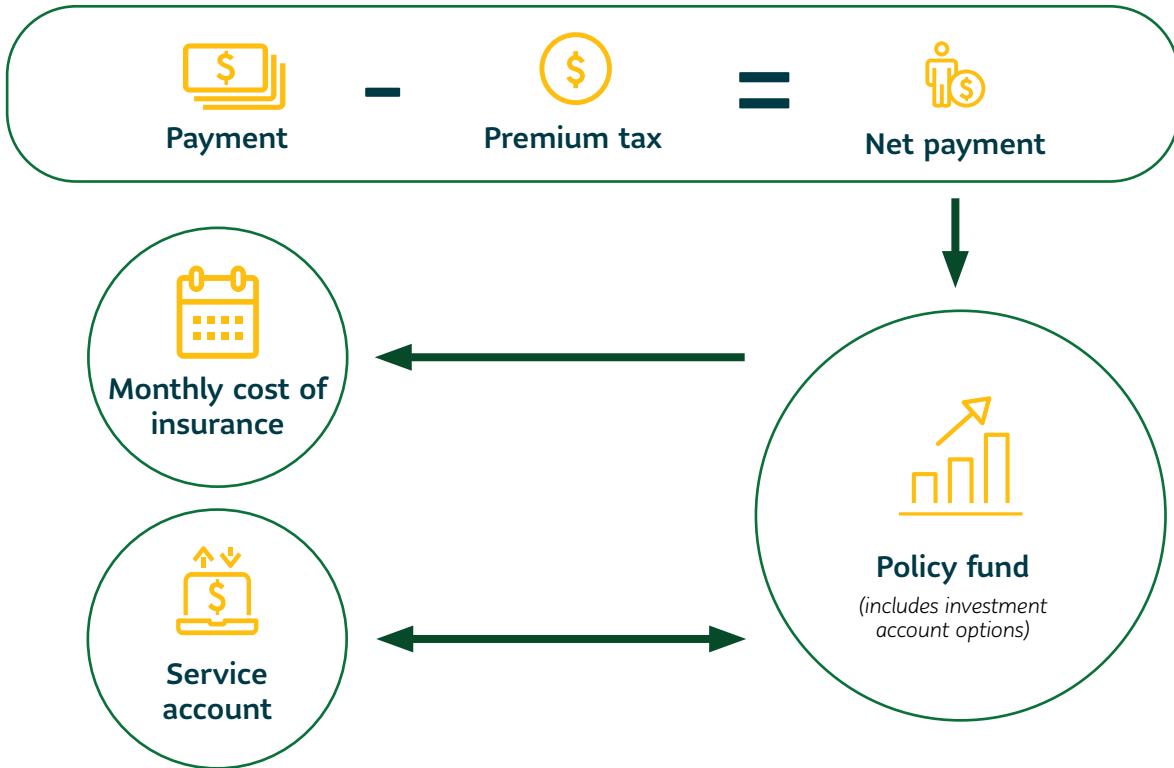 $
$
$
Payment
-
Premium tax
=
Net payment
Monthly cost of
insurance
$
Service
account
Policy fund
(includes investment
account options)